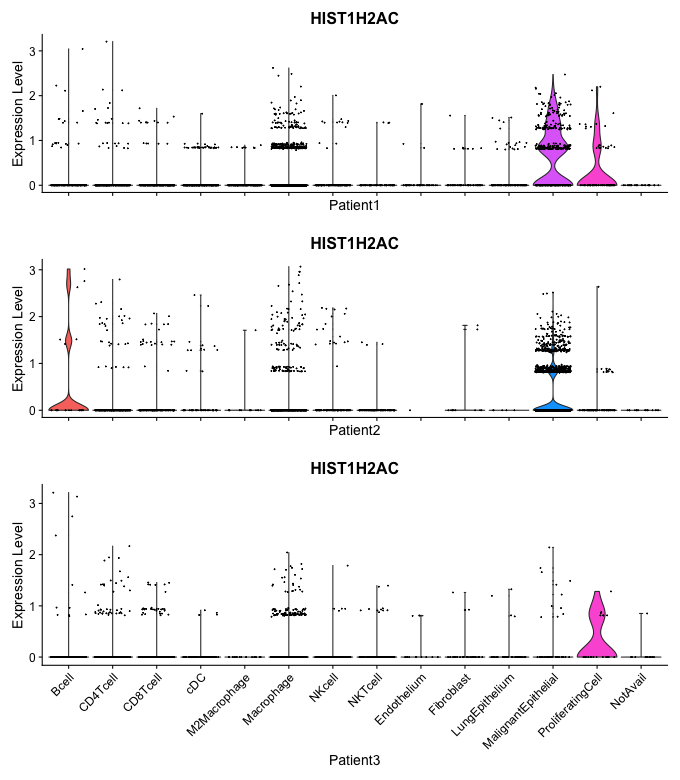 HIST1H2AC
Expression Level
3
2
1
0
Patient1
HIST1H2AC
Expression Level
3
2
1
0
Patient2
HIST1H2AC
Expression Level
3
2
1
0
Bcell
CD4Tcell
CD8Tcell
cDC
M2Macrophage
Macrophage
NKcell
NKTcell
Endothelium
Fibroblast
LungEpithelium
MalignantEpithelial
ProliferatingCell
NotAvail
Patient3